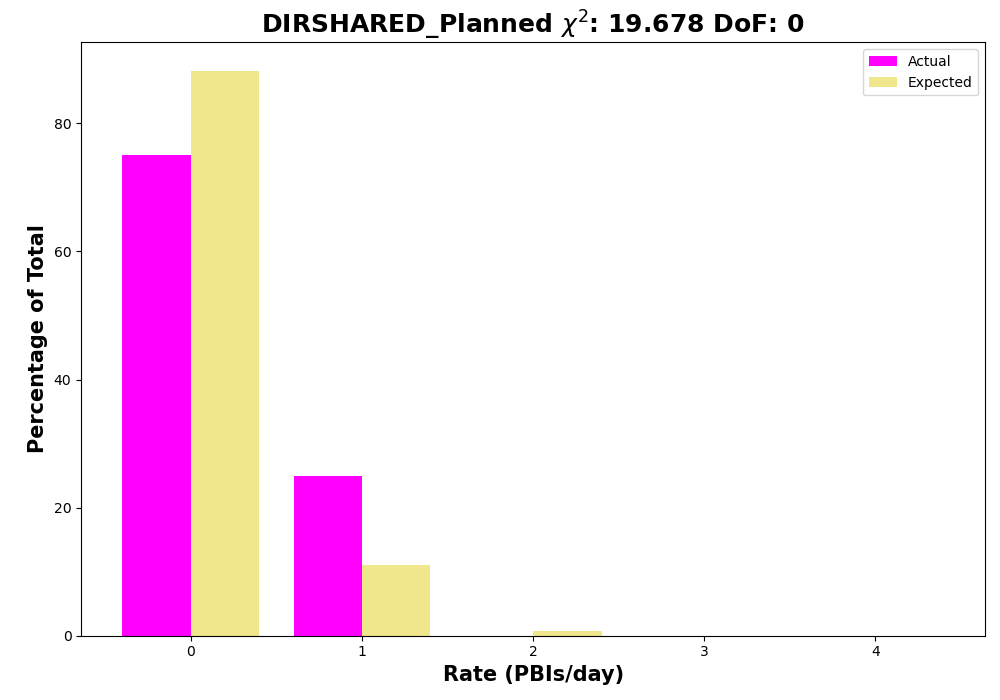 DIRSHARED_Planned χ²: 19.678 DoF: 0
Actual
Expected
Percentage of Total
80
60
40
20
0
0 1 2 3 4
Rate (PBIs/day)